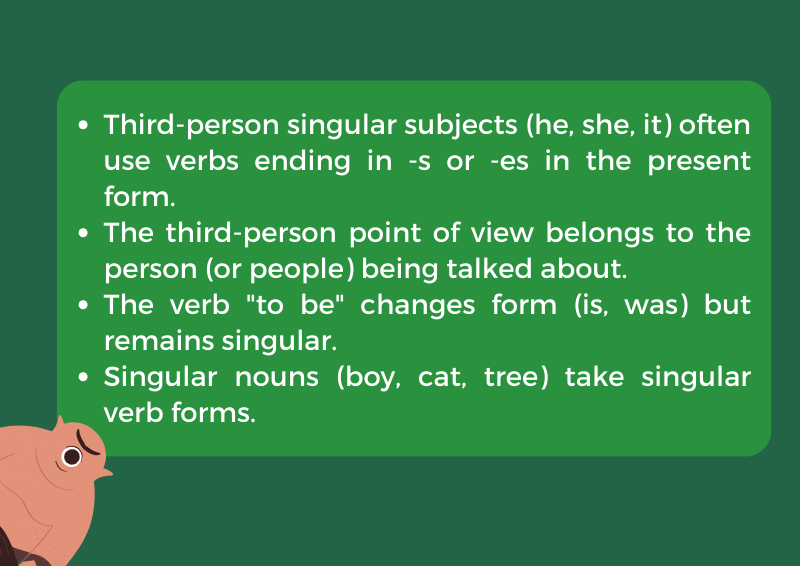 • Third-person singular subjects (he, she, it) often
use verbs ending in -s or -es in the present
form.
• The third-person point of view belongs to the
person (or people) being talked about.
• The verb "to be" changes form (is, was) but
remains singular.
• Singular nouns (boy, cat, tree) take singular
verb forms.